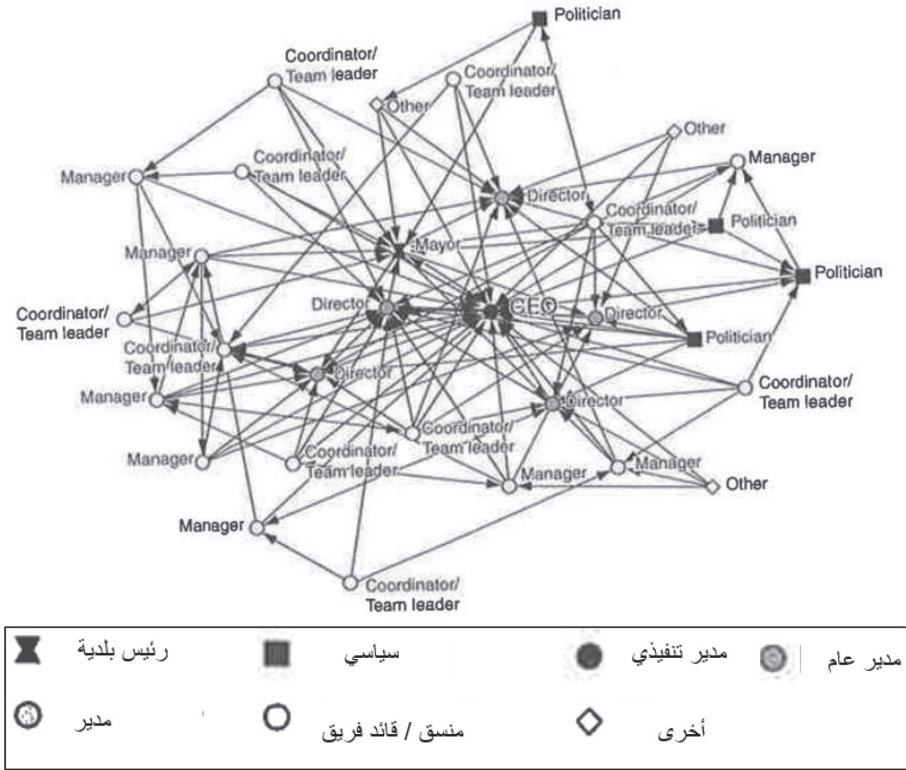 Politician
Coordinator/
Team leader
Coordinator/
Team leader
Other
Other
Manager
Coordinator/
Team leader
Manager
Director
Coordinator/
Team leader
Politician
Mayor
Manager
Politician
Director
CEO
Director
Coordinator/
Team leader
Politician
Coordinator/
Team leader
Director
Coordinator/
Team leader
Manager
Director
Coordinator/
Team leader
Manager
Coordinator/
Team leader
Manager
Manager
Other
Manager
Coordinator/
Team leader
رئيس بلدية
سياسي
مدير تنفيذي
مدير عام
مدير
منسق / قائد فريق
أخرى